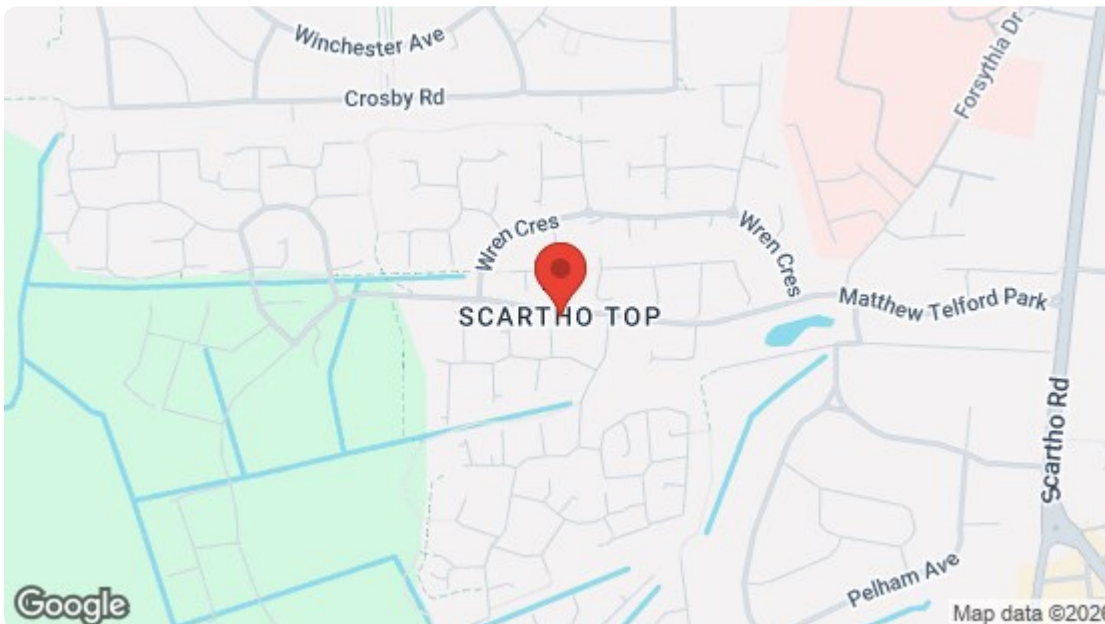 Winchester Ave
Forsythia Dr
Crosby Rd
Wren Cres
Wren Cres
SCARTHO TOP
Matthew Telford Park
Scartho Rd
Pelham Ave
Google
Map data ©2026